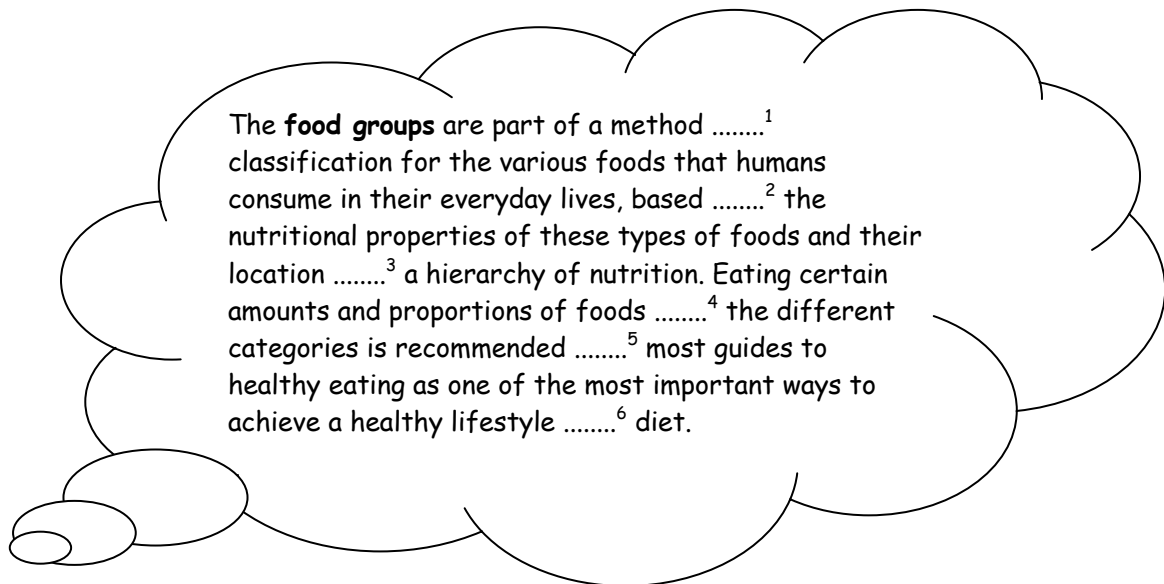 The food groups are part of a method ........1
classification for the various foods that humans
consume in their everyday lives, based ........2 the
nutritional properties of these types of foods and their
location ........3 a hierarchy of nutrition. Eating certain
amounts and proportions of foods ........4 the different
categories is recommended ........5 most guides to
healthy eating as one of the most important ways to
achieve a healthy lifestyle ........6 diet.